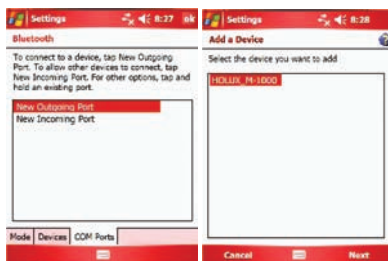 Settings 8:27 ok
Bluetooth
To connect to a device, tap New Outgoing
Port. To allow other devices to connect, tap
New Incoming Port. For other options, tap and
hold an existing port.
New Outgoing Port
New Incoming Port
Mode Devices COM Ports
Settings 8:28
Add a Device
Select the device you want to add
HOLUX_M-1000
Cancel Next